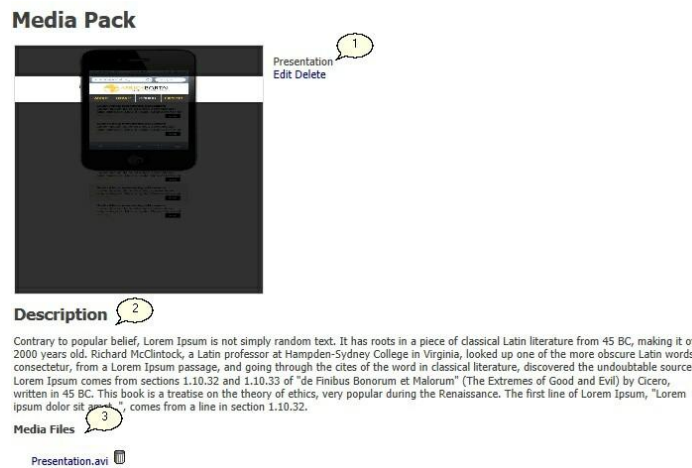 Media Pack
1
Presentation
Edit Delete
PORTAL
Description
2
Contrary to popular belief, Lorem Ipsum is not simply random text. It has roots in a piece of classical Latin literature from 45 BC, making it
2000 years old. Richard McClintock, a Latin professor at Hampden-Sydney College in Virginia, looked up one of the more obscure Latin words
consectetur, from a Lorem Ipsum passage, and going through the cites of the word in classical literature, discovered the undoubtable source
Lorem Ipsum comes from sections 1.10.32 and 1.10.33 of "de Finibus Bonorum et Malorum" (The Extremes of Good and Evil) by Cicero,
written in 45 BC. This book is a treatise on the theory of ethics, very popular during the Renaissance. The first line of Lorem Ipsum, "Lorem
ipsum dolor sit comes from a line in section 1.10.32.
3
Media Files
Presentation.avi